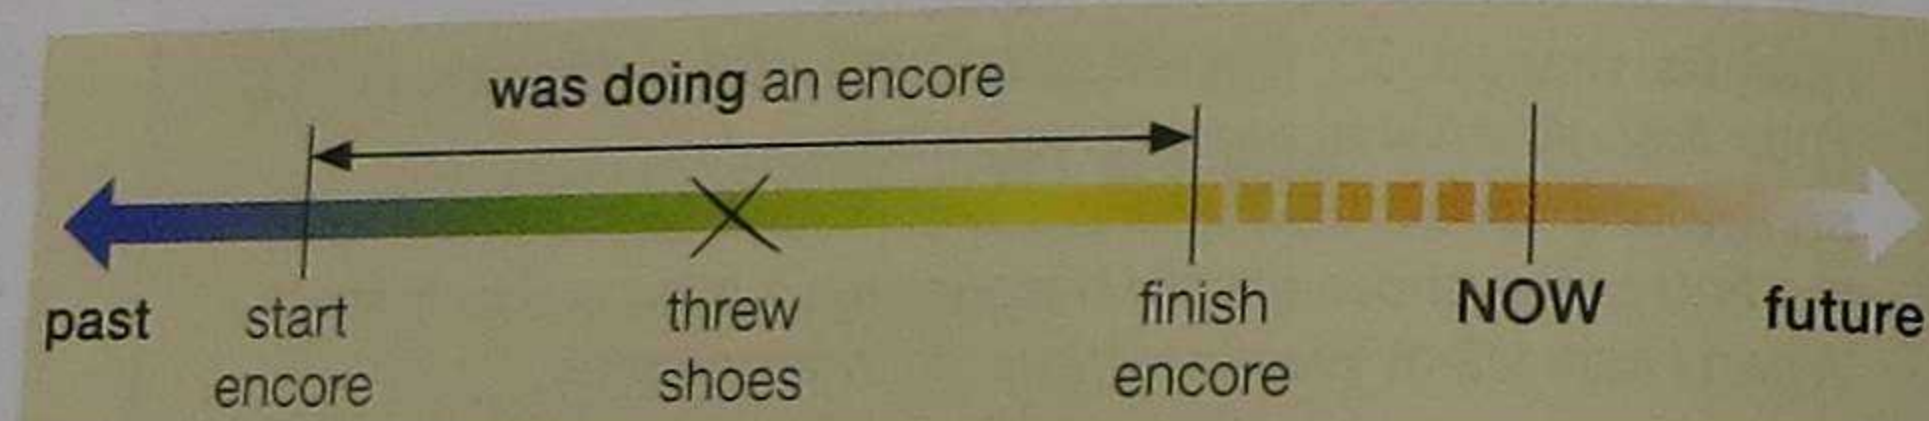 was doing an encore
past start threw finish NOW future
encore shoes encore